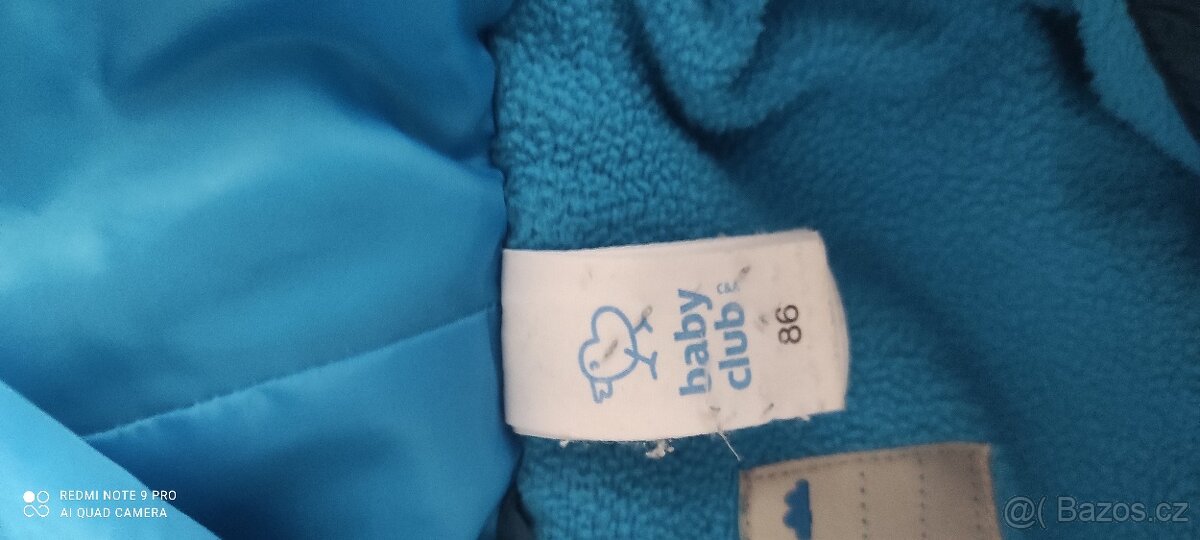 baby
club
C&A
86
REDMI NOTE 9 PRO
AI QUAD CAMERA
@( Bazos.cz